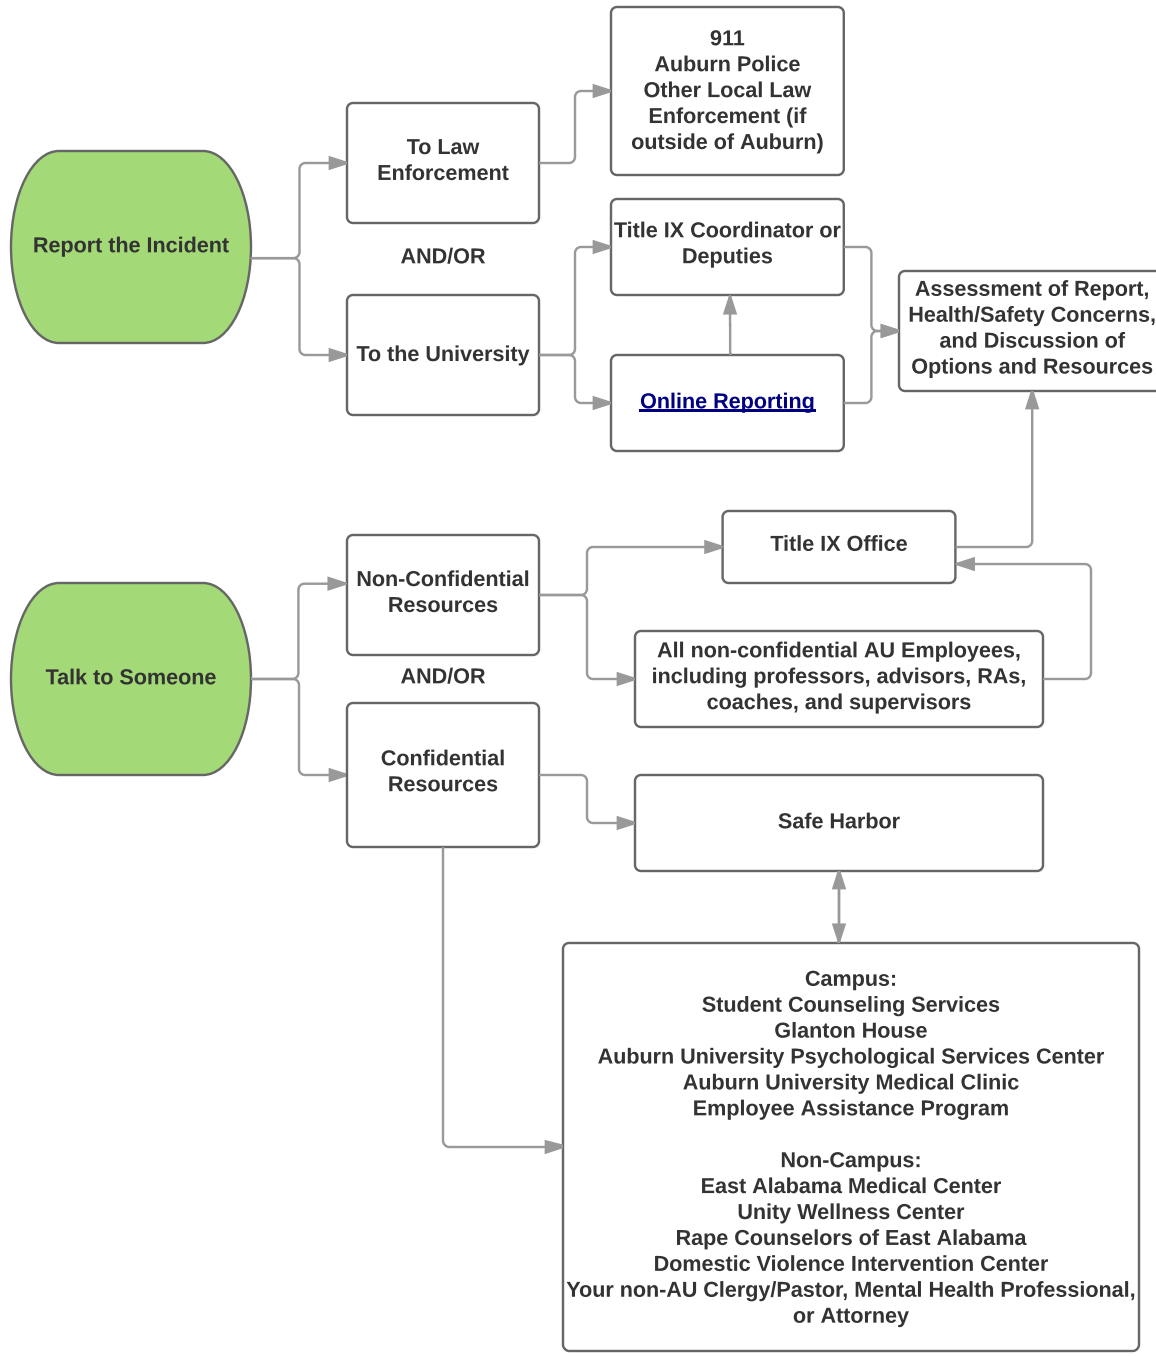 911
Auburn Police
Other Local Law
Enforcement (if
outside of Auburn)
To Law
Enforcement
Report the Incident
AND/OR
Title IX Coordinator or
Deputies
To the University
Online Reporting
Assessment of Report,
Health/Safety Concerns,
and Discussion of
Options and Resources
Talk to Someone
Non-Confidential
Resources
AND/OR
Confidential
Resources
Title IX Office
All non-confidential AU Employees,
including professors, advisors, RAs,
coaches, and supervisors
Safe Harbor
Campus:
Student Counseling Services
Glanton House
Auburn University Psychological Services Center
Auburn University Medical Clinic
Employee Assistance Program
Non-Campus:
East Alabama Medical Center
Unity Wellness Center
Rape Counselors of East Alabama
Domestic Violence Intervention Center
Your non-AU Clergy/Pastor, Mental Health Professional,
or Attorney